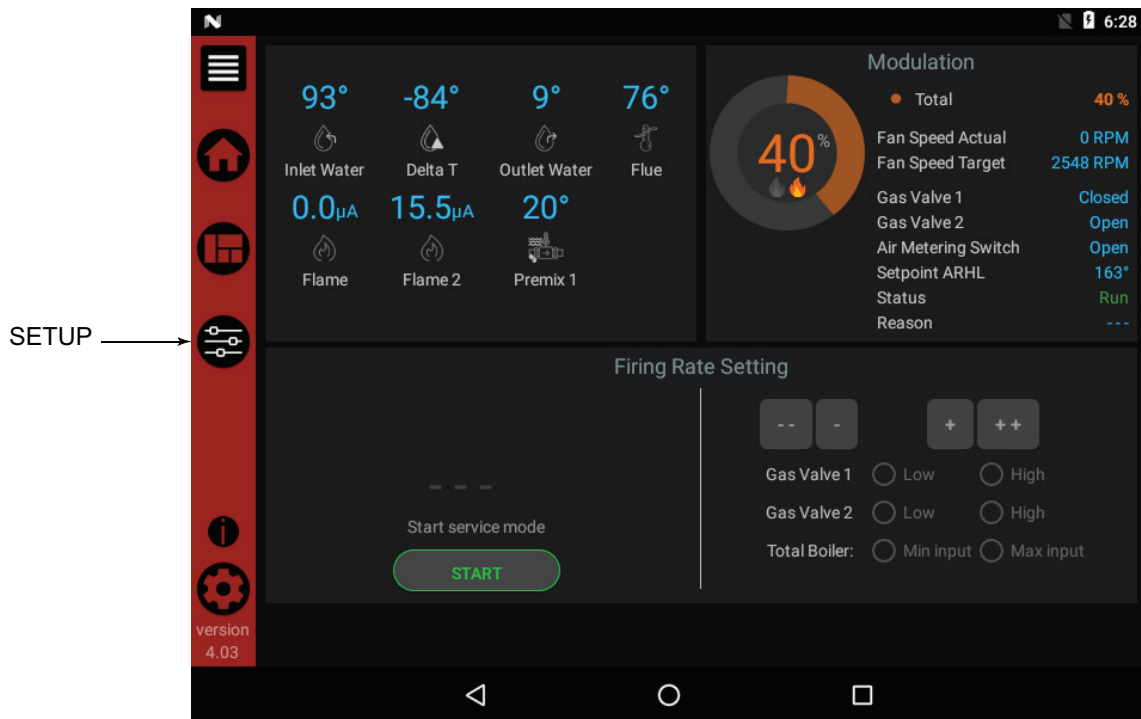 6:28
SETUP
93° -84° 9° 76°
Inlet Water Delta T Outlet Water Flue
0.0µA 15.5µA 20°
Flame Flame 2 Premix 1
Modulation
40%
Total 40 %
Fan Speed Actual 0 RPM
Fan Speed Target 2548 RPM
Gas Valve 1 Closed
Gas Valve 2 Open
Air Metering Switch Open
Setpoint ARHL 163°
Status Run
Reason ---
Firing Rate Setting
- - - + ++
Gas Valve 1 Low High
Gas Valve 2 Low High
Total Boiler: Min input Max input
- - -
Start service mode
START
version
4.03